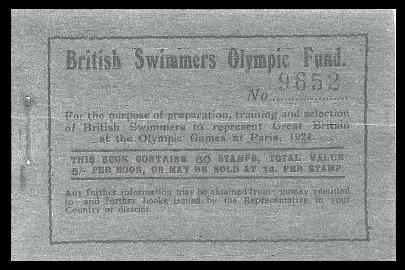 British Swimmers Olympic Fund.
No. 9652
For the purpose of preparation, training and selection
of British Swimmers to represent Great Britain
at the Olympic Games at Paris, 1924.
THIS BOOK CONTAINS 60 STAMPS, TOTAL VALUE
5/- PER BOOK, OR MAY BE SOLD AT 1d. PER STAMP
Any further information may be obtained from; money remitted
to and further books issued by the Representative in your
Country or district.